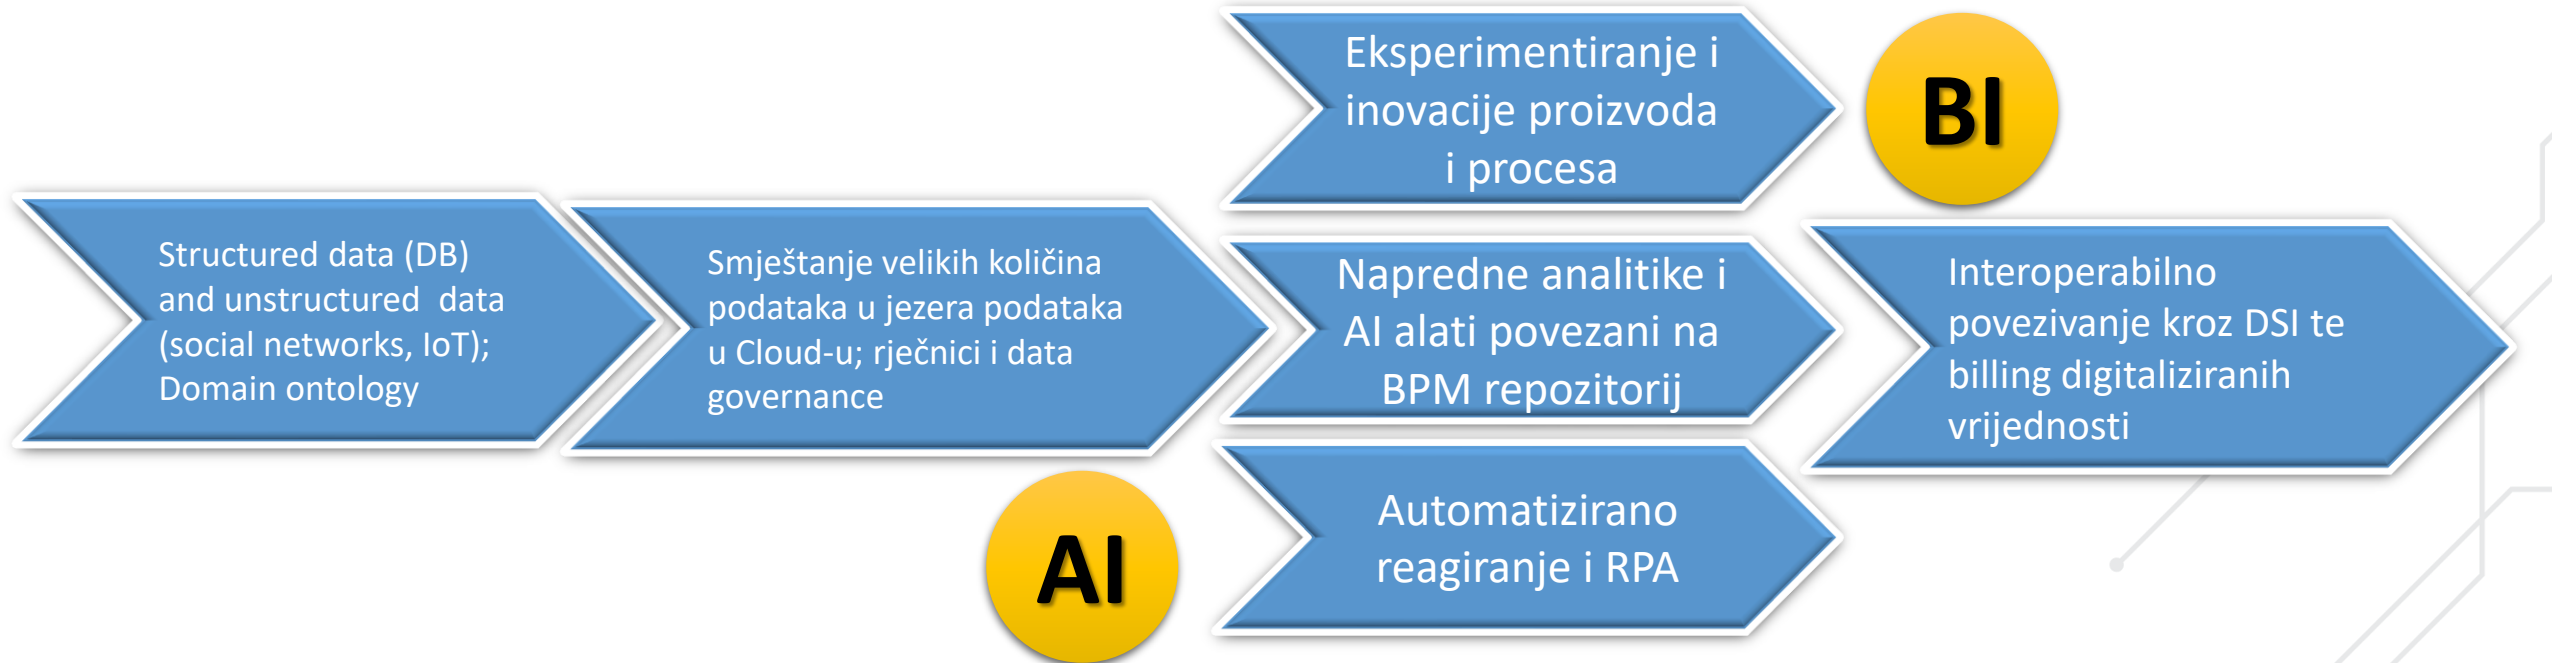 Structured data (DB)
and unstructured  data
(social networks, IoT);
Domain ontology
Smještanje velikih količina
podataka u jezera podataka
u Cloud-u; rječnici i data
governance
AI
Eksperimentiranje i
inovacije proizvoda
i procesa
Napredne analitike i
AI alati povezani na
BPM repozitorij
Automatizirano
reagiranje i RPA
BI
Interoperabilno
povezivanje kroz DSI te
billing digitaliziranih
vrijednosti